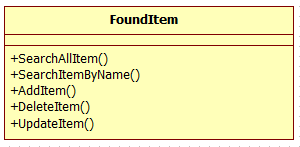 FoundItem
+SearchAllItem()
+SearchItemByName()
+AddItem()
+DeleteItem()
+UpdateItem()